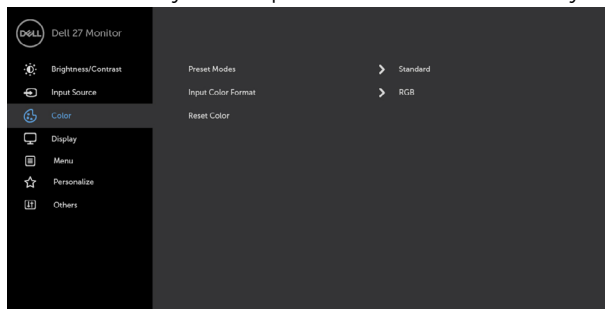 DELL Dell 27 Monitor
Brightness/Contrast Preset Modes Standard
Input Source Input Color Format RGB
Color Reset Color
Display
Menu
Personalize
Others